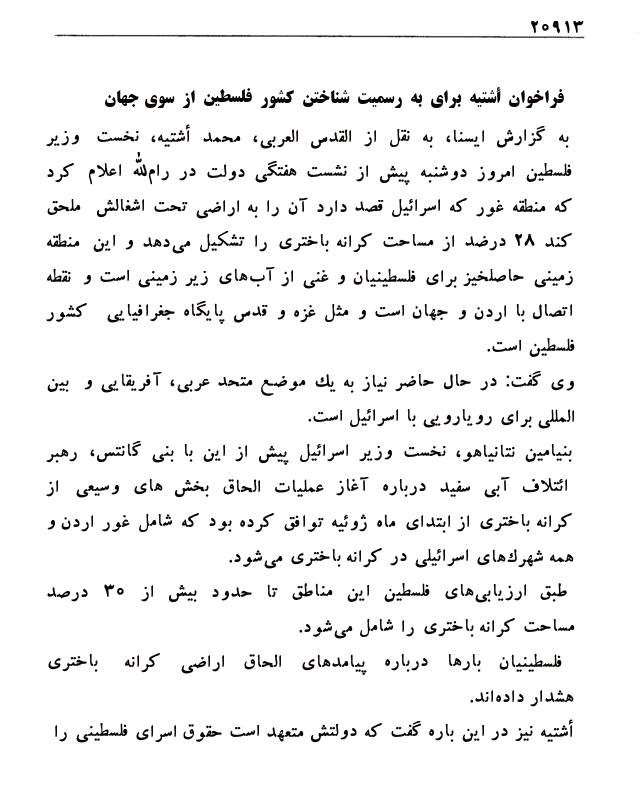 ۲۰۹۱۳
فراخوان أشتیه برای به رسمیت شناختن کشور فلسطین از سوی جهان
به گزارش ایسنا، به نقل از القدس العربی، محمد أشتیه، نخست وزیر
فلسطین امروز دوشنبه پیش از نشست هفتگی دولت در رام‌الله اعلام کرد
که منطقه غور که اسرائیل قصد دارد آن را به اراضی تحت اشغالش ملحق
کند ۲۸ درضد از مساحت کرانه باختری را تشکیل می‌دهد و این منطقه
زمینی حاصلخیز برای فلسطینیان و غنی از آب‌های زیر زمینی است و نقطه
اتصال با اردن و جهان است و مثل غزه و قدس پایگاه جغرافیایی کشور
فلسطین است.
وی گفت: در حال حاضر نیاز به یك موضع متحد عربی، آفریقایی و بین
المللی برای رویارویی با اسرائیل است.
بنیامین نتانیاهو، نخست وزیر اسرائیل پیش از این با بنی گانتس، رهبر
ائتلاف آبی سفید درباره آغاز عملیات الحاق بخش های وسیعی از
کرانه باختری از ابتدای ماه ژوئیه توافق کرده بود که شامل غور اردن و
همه شهرك‌های اسرائیلی در کرانه باختری می‌شود.
طبق ارزیابی‌های فلسطین این مناطق تا حدود بیش از ۳۰ درصد
مساحت کرانه باختری را شامل می‌شود.
فلسطینیان بارها درباره پیامدهای الحاق اراضی کرانه باختری
هشدار داده‌اند.
أشتیه نیز در این باره گفت که دولتش متعهد است حقوق اسرای فلسطینی را